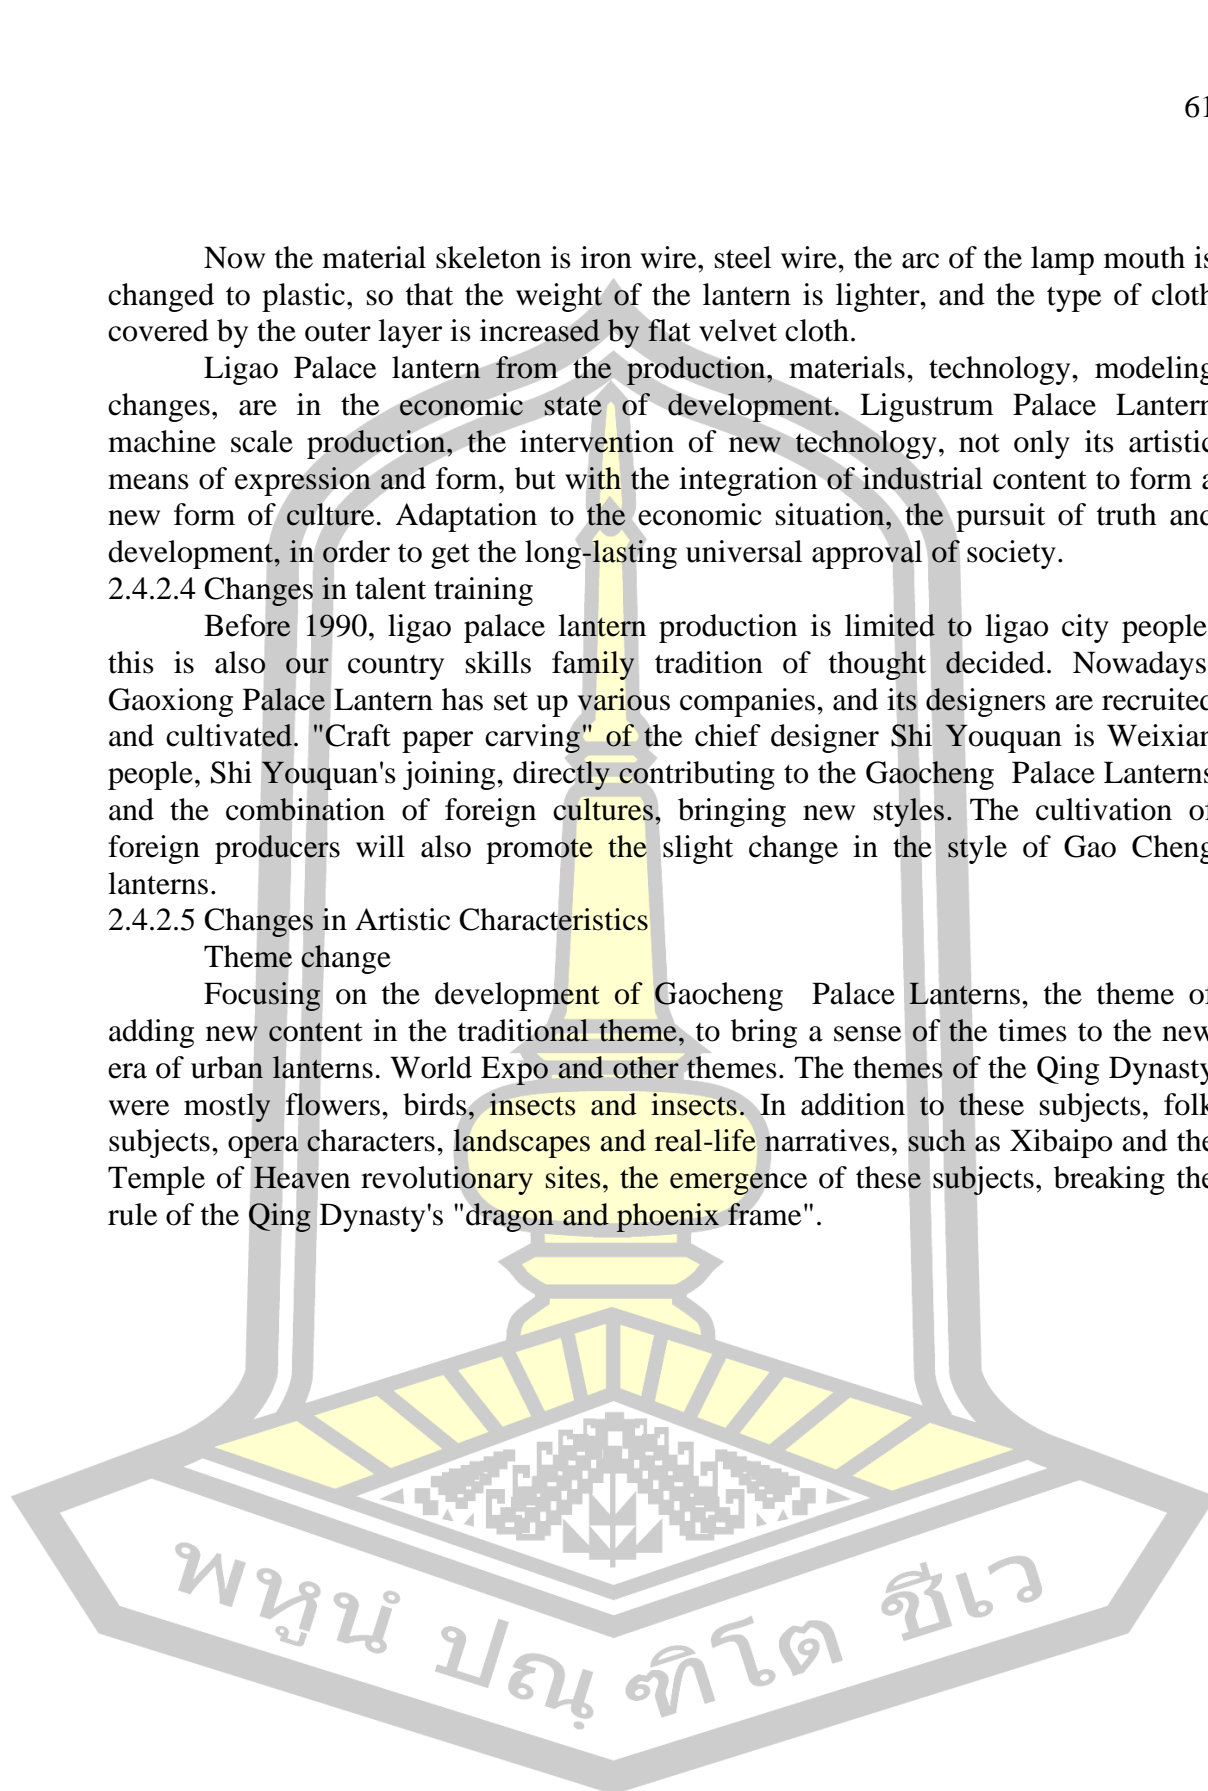 61
Now the material skeleton is iron wire, steel wire, the arc of the lamp mouth is
changed to plastic, so that the weight of the lantern is lighter, and the type of cloth
covered by the outer layer is increased by flat velvet cloth.
Ligao Palace lantern from the production, materials, technology, modeling
changes, are in the economic state of development. Ligustrum Palace Lantern
machine scale production, the intervention of new technology, not only its artistic
means of expression and form, but with the integration of industrial content to form a
new form of culture. Adaptation to the economic situation, the pursuit of truth and
development, in order to get the long-lasting universal approval of society.
2.4.2.4 Changes in talent training
Before 1990, ligao palace lantern production is limited to ligao city people,
this is also our country skills family tradition of thought decided. Nowadays,
Gaoxiong Palace Lantern has set up various companies, and its designers are recruited
and cultivated. "Craft paper carving" of the chief designer Shi Youquan is Weixian
people, Shi Youquan's joining, directly contributing to the Gaocheng Palace Lanterns
and the combination of foreign cultures, bringing new styles. The cultivation of
foreign producers will also promote the slight change in the style of Gao Cheng
lanterns.
2.4.2.5 Changes in Artistic Characteristics
Theme change
Focusing on the development of Gaocheng Palace Lanterns, the theme of
adding new content in the traditional theme, to bring a sense of the times to the new
era of urban lanterns. World Expo and other themes. The themes of the Qing Dynasty
were mostly flowers, birds, insects and insects. In addition to these subjects, folk
subjects, opera characters, landscapes and real-life narratives, such as Xibaipo and the
Temple of Heaven revolutionary sites, the emergence of these subjects, breaking the
rule of the Qing Dynasty's "dragon and phoenix frame".
พหูนํ ปณฺฑิโต ชีเว